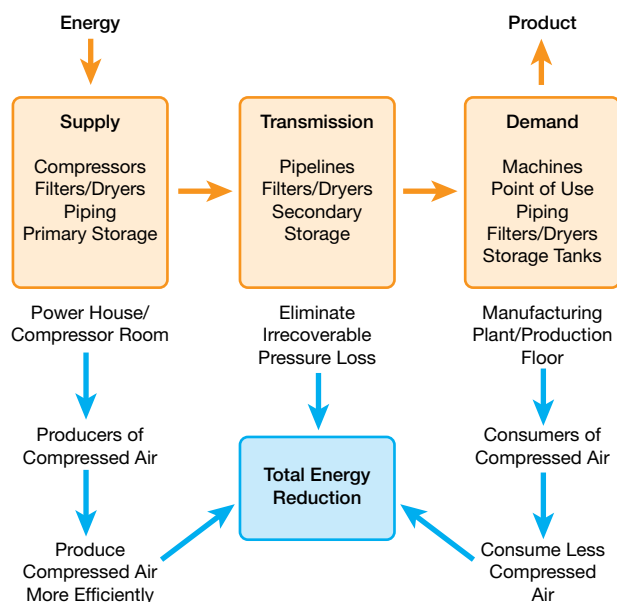 Energy
Product
Supply
Compressors
Filters/Dryers
Piping
Primary Storage
Transmission
Pipelines
Filters/Dryers
Secondary
Storage
Demand
Machines
Point of Use
Piping
Filters/Dryers
Storage Tanks
Power House/
Compressor Room
Eliminate
Irrecoverable
Pressure Loss
Manufacturing
Plant/Production
Floor
Producers of
Compressed Air
Total Energy
Reduction
Consumers of
Compressed Air
Produce
Compressed Air
More Efficiently
Consume Less
Compressed
Air